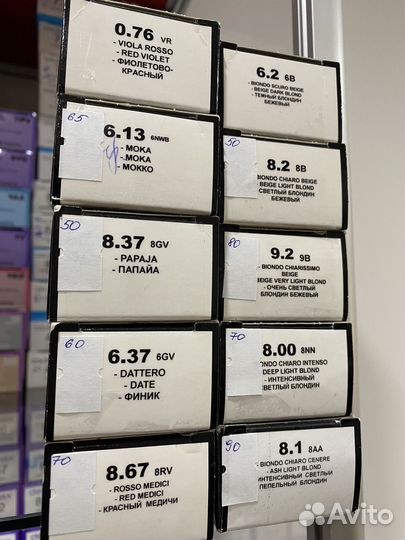 0.76 VR
- VIOLA ROSSO
- RED VIOLET
- ФИОЛЕТОВО-
КРАСНЫЙ
65
6.13 6NWB
- MOKA
- MOKA
- МОККО
50
8.37 8GV
- PAPAJA
- ПАПАЙА
60
6.37 6GV
- DATTERO
- DATE
- ФИНИК
70
8.67 8RV
- ROSSO MEDICI
- RED MEDICI
- КРАСНЫЙ МЕДИЧИ
6.2 6B
- BIONDO SCURO BEIGE
- BEIGE DARK BLOND
- ТЕМНЫЙ БЛОНДИН
БЕЖЕВЫЙ
50
8.2 8B
BIONDO CHIARO BEIGE
- BEIGE LIGHT BLOND
- СВЕТЛЫЙ БЛОНДИН
БЕЖЕВЫЙ
80
9.2 9B
- BIONDO CHIARISSIMO
BEIGE
BEIGE VERY LIGHT BLOND
- ОЧЕНЬ СВЕТЛЫЙ
БЛОНДИН БЕЖЕВЫЙ
70
8.00 8NN
BIONDO CHIARO INTENSO
DEEP LIGHT BLOND
- ИНТЕНСИВНЫЙ
СВЕТЛЫЙ БЛОНДИН
90
8.1 8AA
- BIONDO CHIARO CENERE
- ASH LIGHT BLOND
ИНТЕНСИВНЫЙ СВЕТЛЫЙ
ПЕПЕЛЬНЫЙ БЛОНДИН
Avito